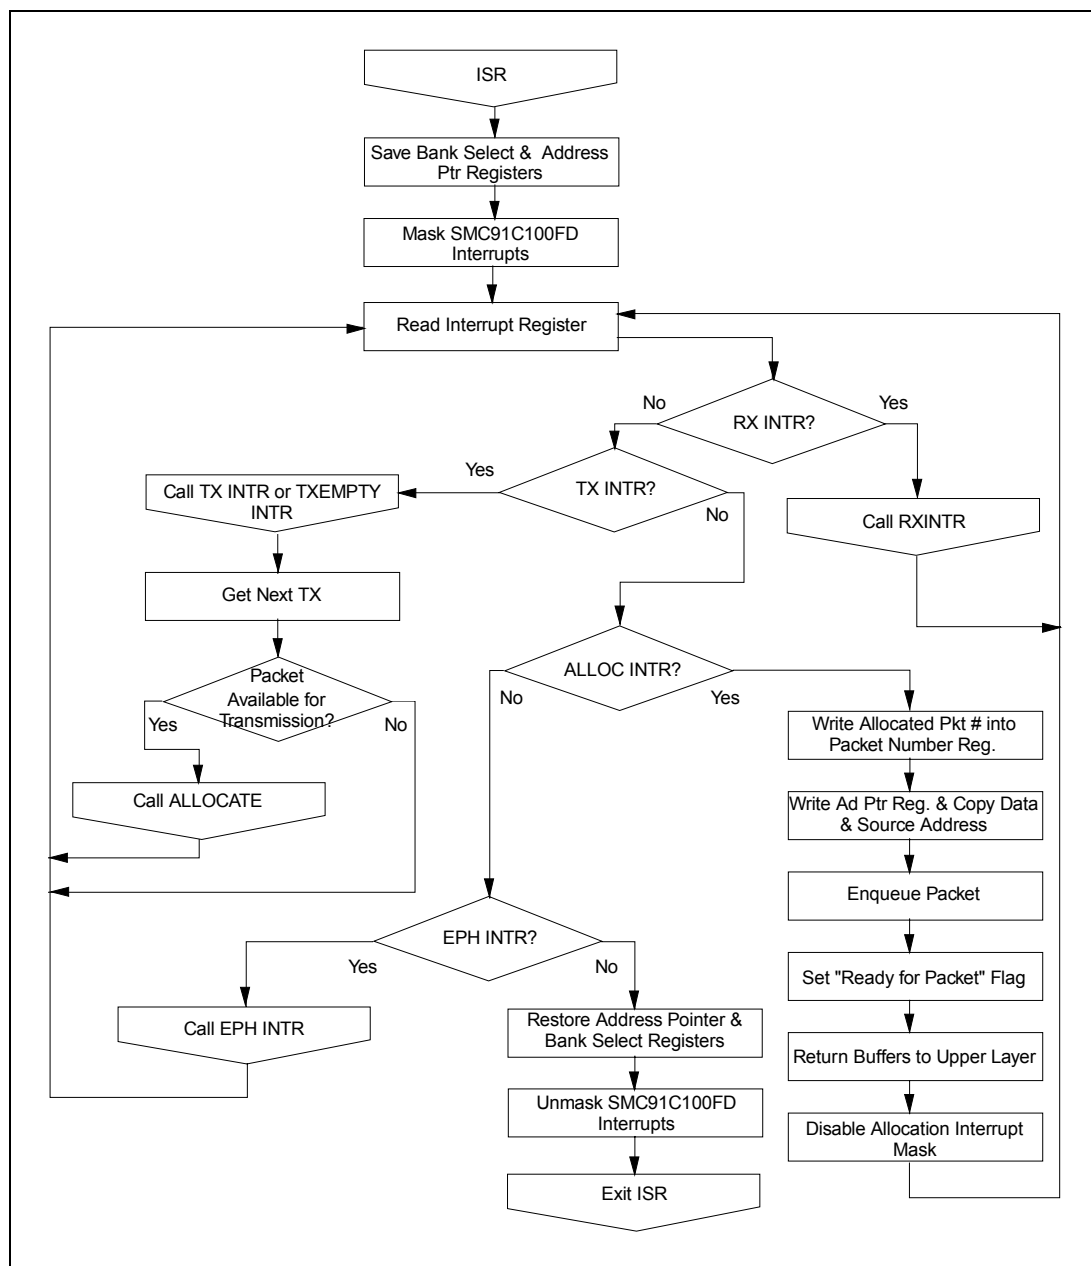 ISR
Save Bank Select & Address
Ptr Registers
Mask SMC91C100FD
Interrupts
Read Interrupt Register
No
Yes
RX INTR?
Yes
TX INTR?
No
Call TX INTR or TXEMPTY
INTR
Call RXINTR
Get Next TX
ALLOC INTR?
No
Yes
Packet
Available for
Transmission?
Yes
No
Write Allocated Pkt # into
Packet Number Reg.
Call ALLOCATE
Write Ad Ptr Reg. & Copy Data
& Source Address
Enqueue Packet
EPH INTR?
Yes
No
Set "Ready for Packet" Flag
Call EPH INTR
Restore Address Pointer &
Bank Select Registers
Return Buffers to Upper Layer
Unmask SMC91C100FD
Interrupts
Disable Allocation Interrupt
Mask
Exit ISR